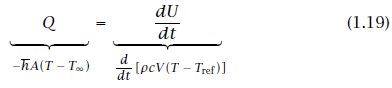 Q = dU/dt (1.19)
−h̅A(T − T∞) d/dt [ρcV(T − Tref)]